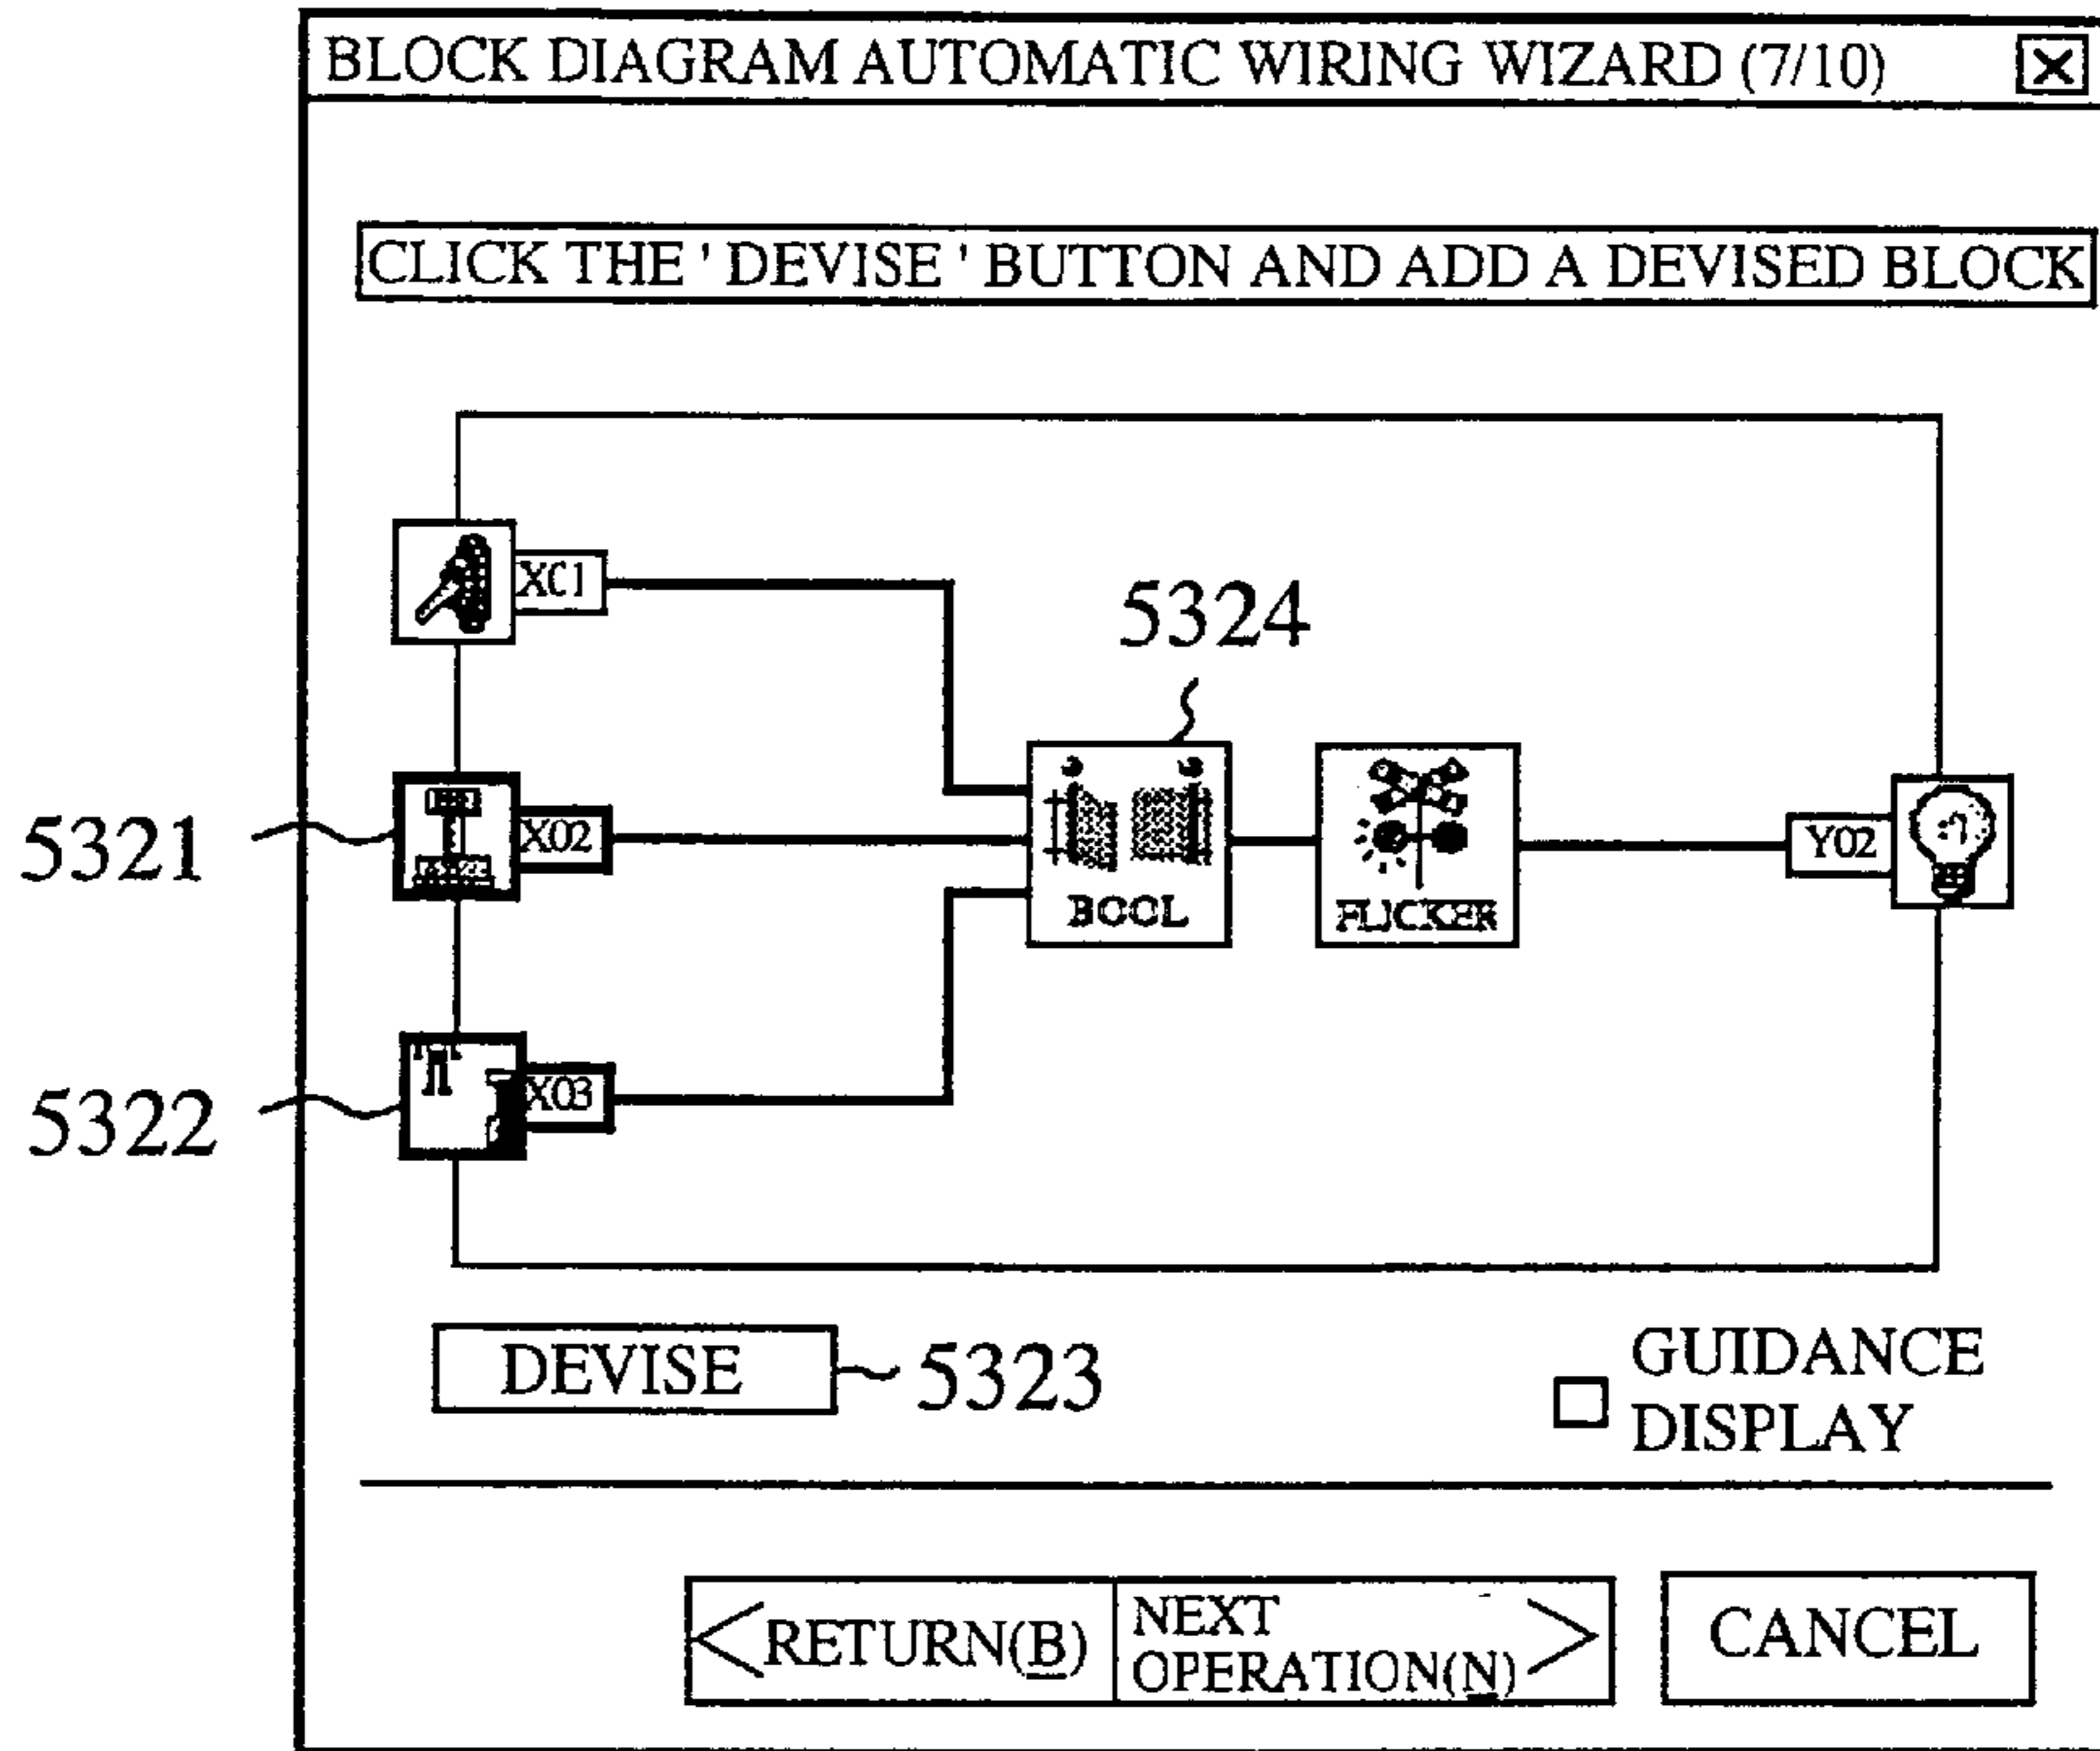 BLOCK DIAGRAM AUTOMATIC WIRING WIZARD (7/10)
CLICK THE ' DEVISE ' BUTTON AND ADD A DEVISED BLOCK
X01
5324
5321
X02
BOOL
FLICKER
Y02
5322
X03
DEVISE
5323
GUIDANCE
DISPLAY
RETURN(B)
NEXT
OPERATION(N)
CANCEL